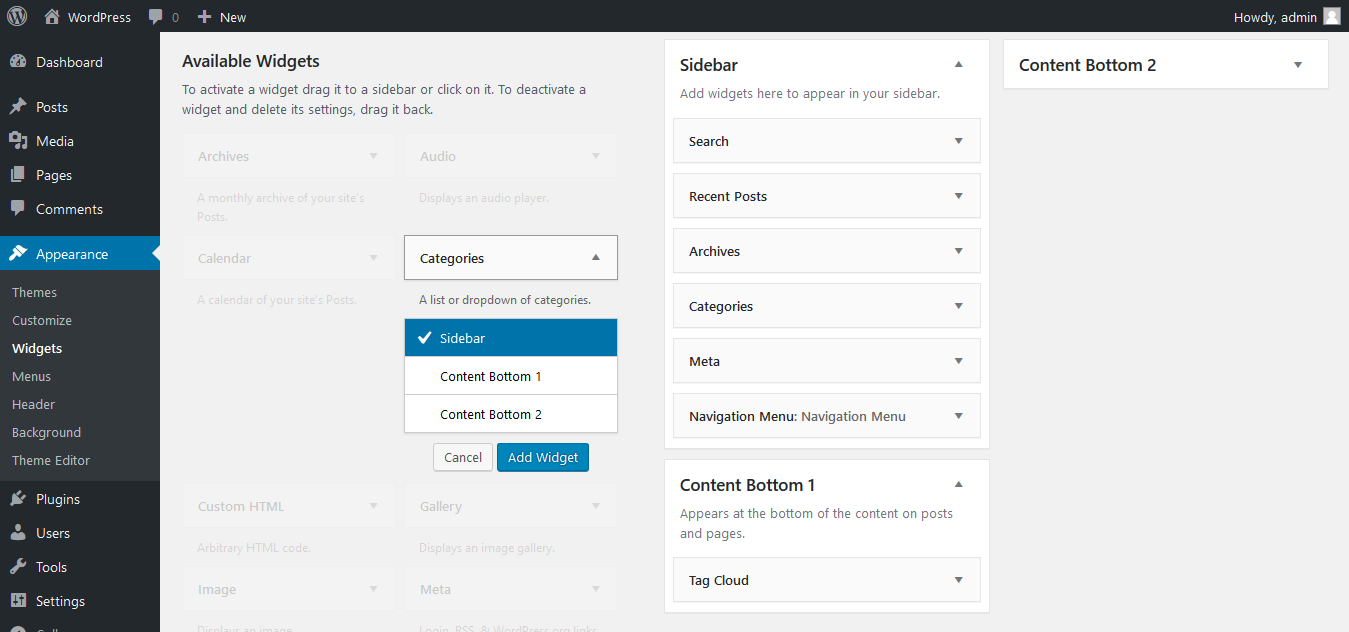 WordPress
0
New
Howdy, admin
Dashboard
Posts
Media
Pages
Comments
Appearance
Themes
Customize
Widgets
Menus
Header
Background
Theme Editor
Plugins
Users
Tools
Settings
Available Widgets
To activate a widget drag it to a sidebar or click on it. To deactivate a
widget and delete its settings, drag it back.
Archives
A monthly archive of your site's
Posts.
Audio
Displays an audio player.
Calendar
A calendar of your site's Posts.
Categories
A list or dropdown of categories.
Sidebar
Content Bottom 1
Content Bottom 2
Cancel
Add Widget
Custom HTML
Arbitrary HTML code.
Gallery
Displays an image gallery.
Image
Displays an image.
Meta
Login, RSS, & WordPress.org links.
Sidebar
Add widgets here to appear in your sidebar.
Search
Recent Posts
Archives
Categories
Meta
Navigation Menu: Navigation Menu
Content Bottom 1
Appears at the bottom of the content on posts
and pages.
Tag Cloud
Content Bottom 2